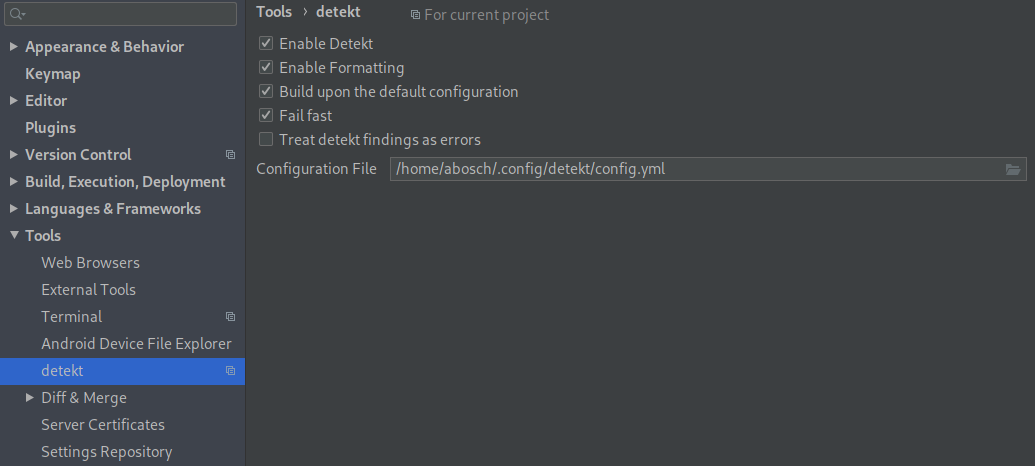 Appearance & Behavior
Keymap
Editor
Plugins
Version Control
Build, Execution, Deployment
Languages & Frameworks
Tools
Web Browsers
External Tools
Terminal
Android Device File Explorer
detekt
Diff & Merge
Server Certificates
Settings Repository
Tools › detekt For current project
Enable Detekt
Enable Formatting
Build upon the default configuration
Fail fast
Treat detekt findings as errors
Configuration File /home/abosch/.config/detekt/config.yml